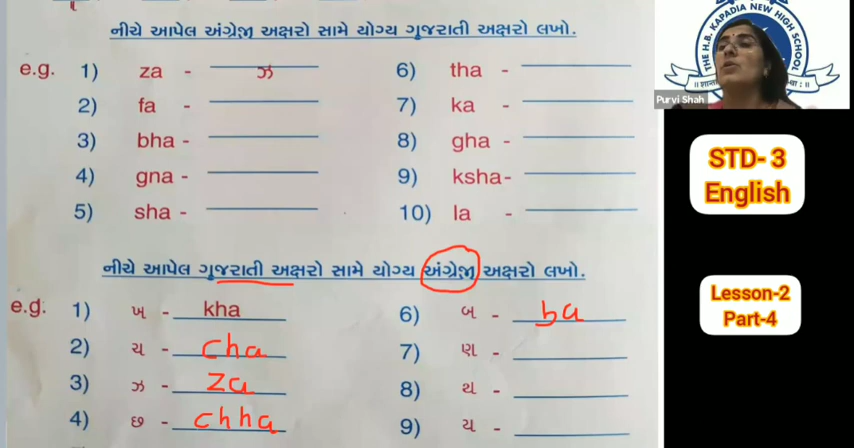 નીચે આપેલ અંગ્રેજી અક્ષરો સામે યોગ્ય ગુજરાતી અક્ષરો લખો.
e.g. 1) za - ઝ
2) fa -
3) bha -
4) gna -
5) sha -
6) tha -
7) ka -
8) gha -
9) ksha-
10) la -
નીચે આપેલ ગુજરાતી અક્ષરો સામે યોગ્ય અંગ્રેજી અક્ષરો લખો.
e.g. 1) ખ - kha
2) ચ - cha
3) ઝ - za
4) છ - chha
6) બ - ba
7) ણ -
8) થ -
9) ય -
THE H.B. KAPADIA NEW HIGH SCHOOL
Purvi Shah
STD- 3
English
Lesson-2
Part-4